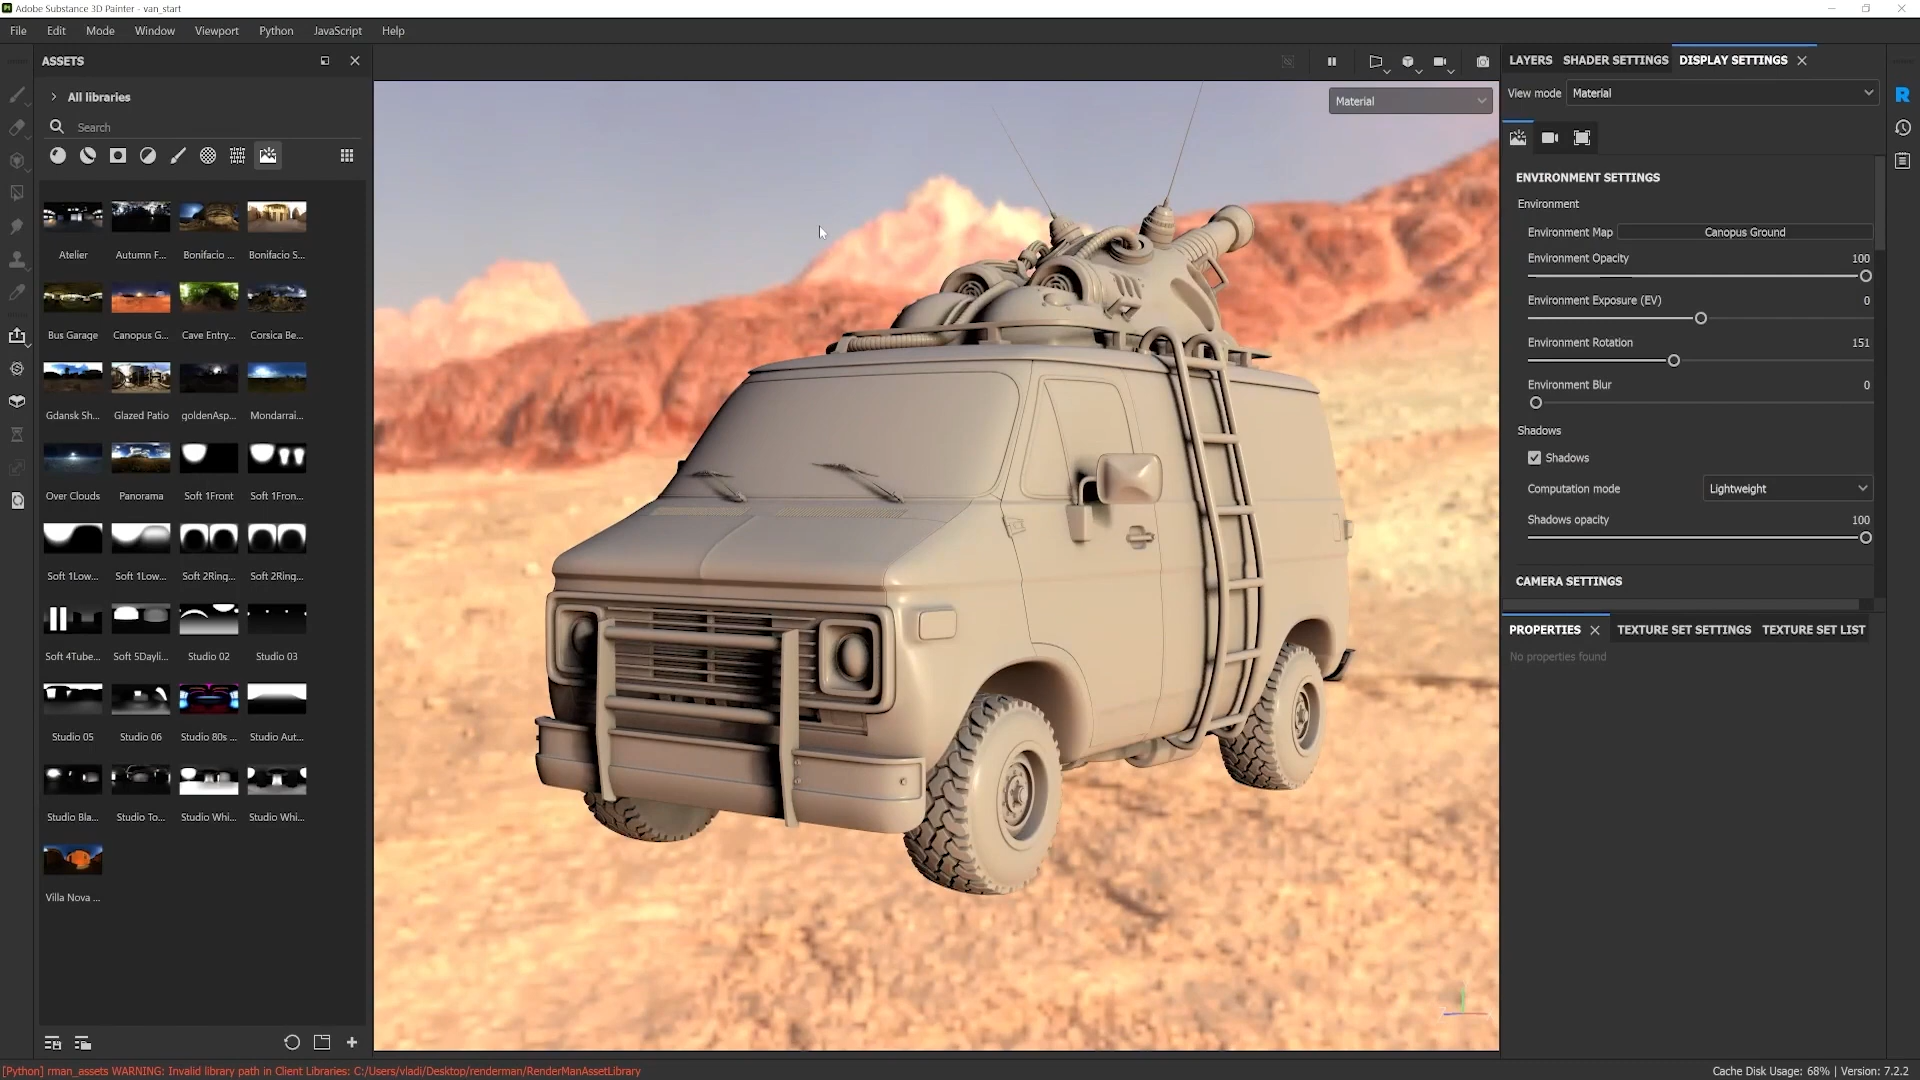 Adobe Substance 3D Painter - van_start
File Edit Mode Window Viewport Python JavaScript Help
ASSETS
All libraries
Search
Atelier Autumn F... Bonifacio ... Bonifacio S...
Bus Garage Canopus G... Cave Entry... Corsica Be...
Gdansk Sh... Glazed Patio goldenAsp... Mondarrai...
Over Clouds Panorama Soft 1Front Soft 1Fron...
Soft 1Low... Soft 1Low... Soft 2Ring... Soft 2Ring...
Soft 4Tube... Soft 5Dayli... Studio 02 Studio 03
Studio 05 Studio 06 Studio 80s ... Studio Aut...
Studio Bla... Studio To... Studio Whi... Studio Whi...
Villa Nova ...
Material
LAYERS SHADER SETTINGS DISPLAY SETTINGS
View mode Material
ENVIRONMENT SETTINGS
Environment
Environment Map Canopus Ground
Environment Opacity 100
Environment Exposure (EV) 0
Environment Rotation 151
Environment Blur 0
Shadows
Shadows
Computation mode Lightweight
Shadows opacity 100
CAMERA SETTINGS
PROPERTIES TEXTURE SET SETTINGS TEXTURE SET LIST
No properties found
[Python] rman_assets WARNING: Invalid library path in Client Libraries: C:/Users/vladi/Desktop/renderman/RenderManAssetLibrary
Cache Disk Usage: 68% | Version: 7.2.2